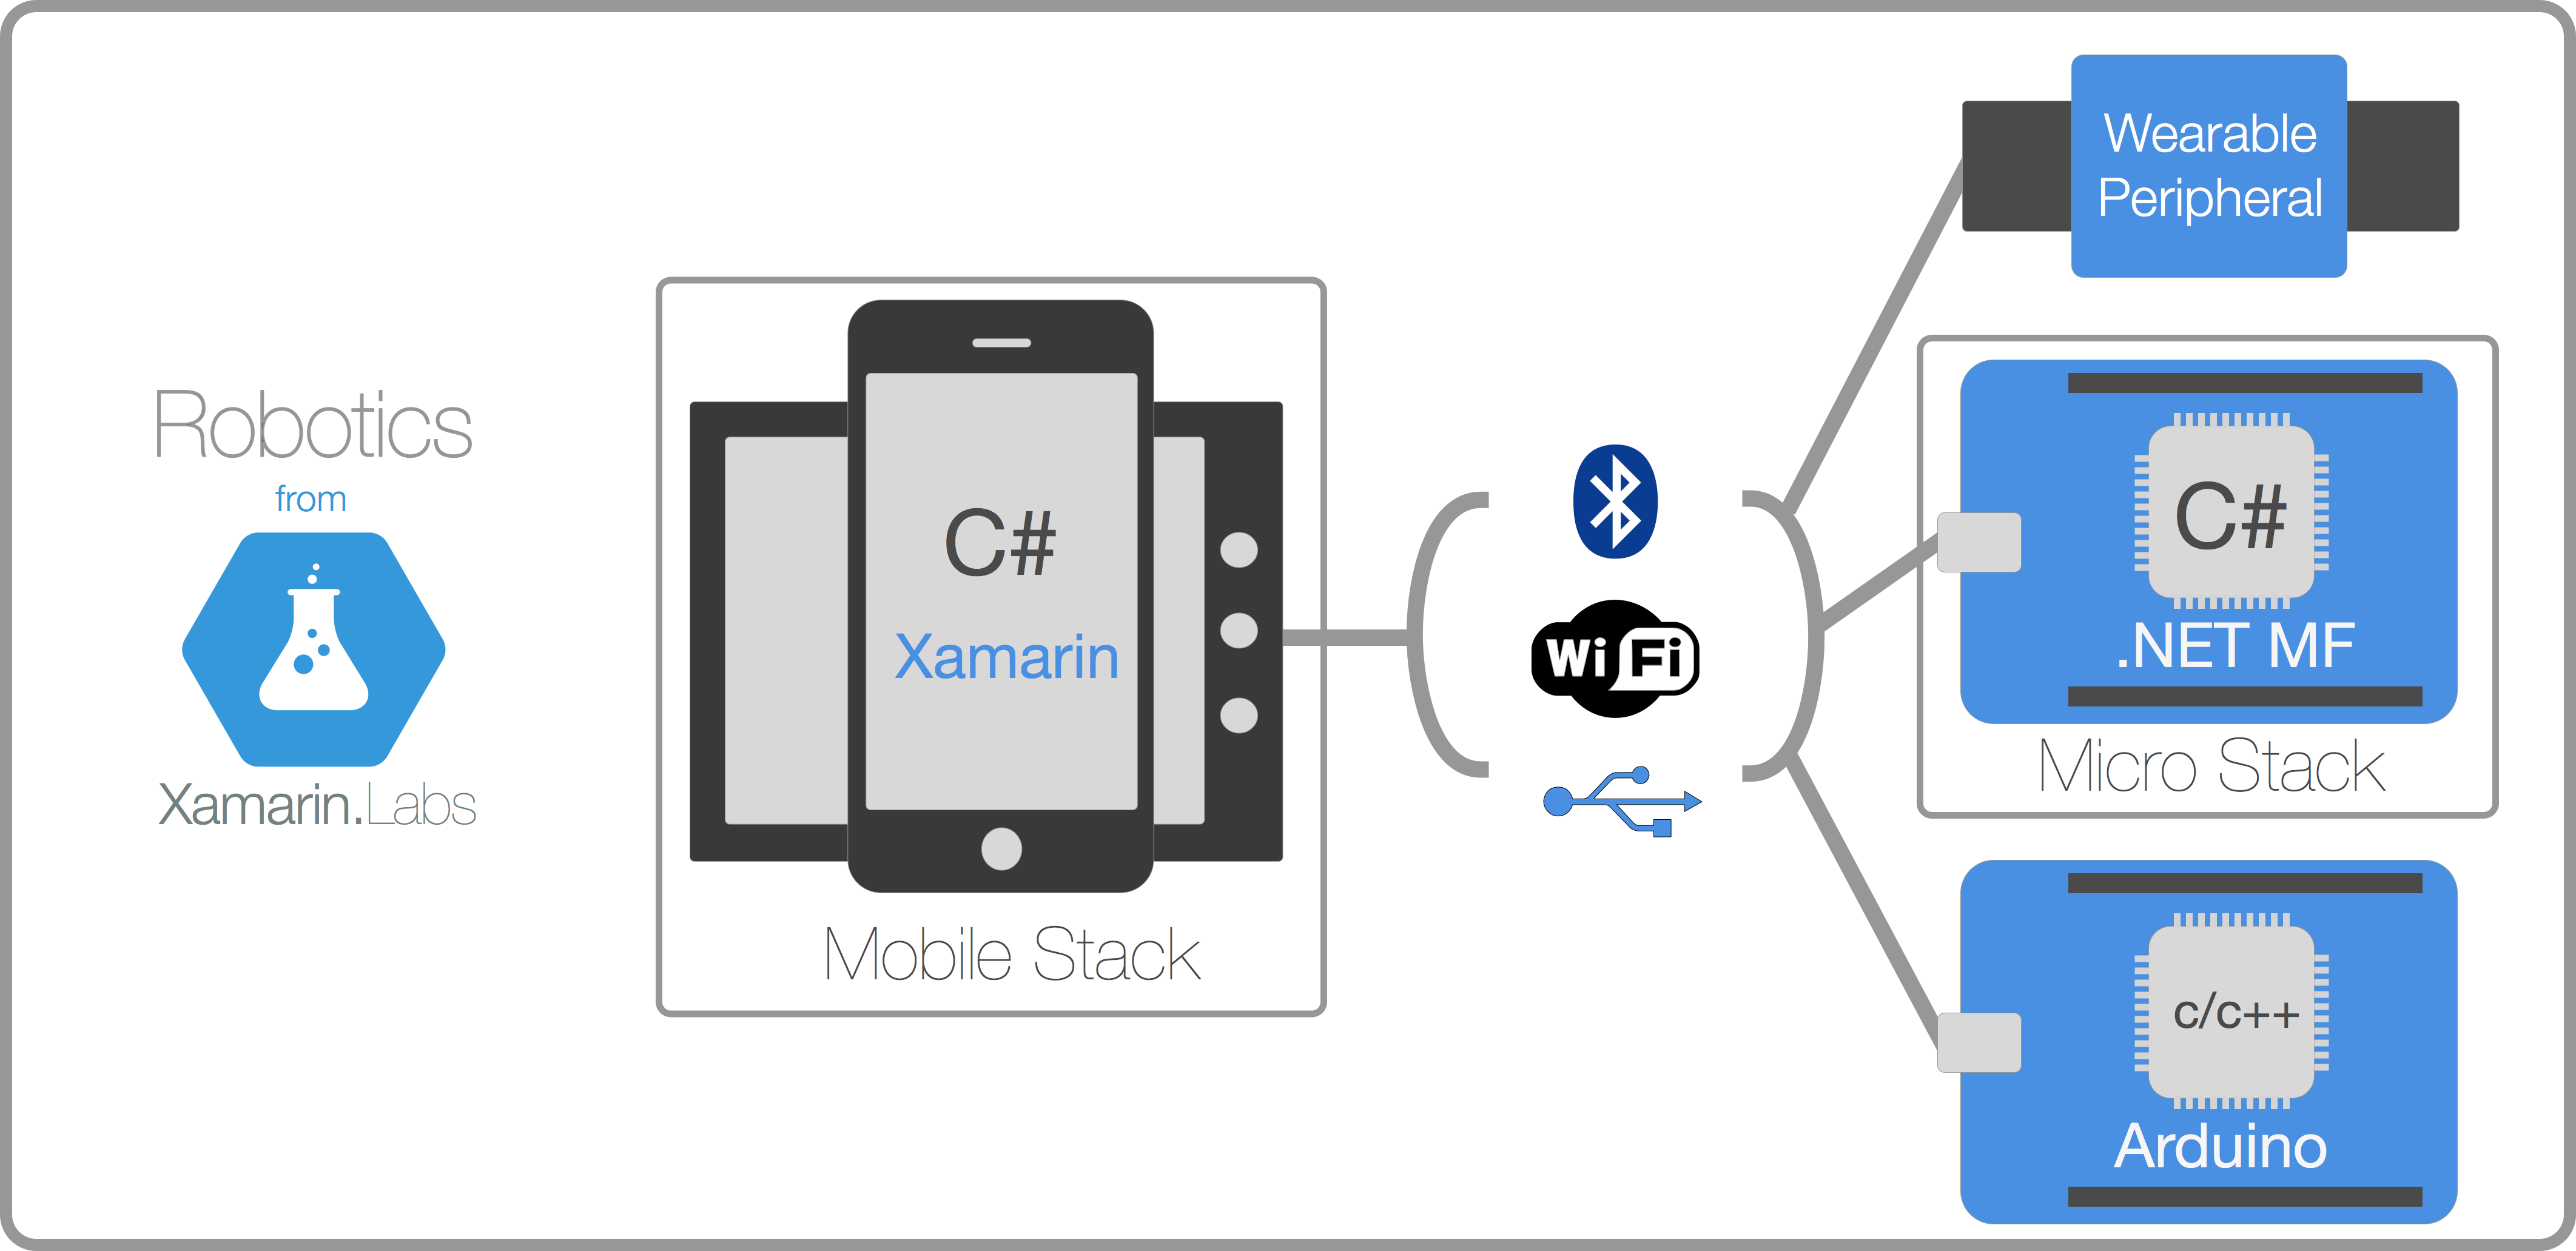 Robotics
from
Xamarin.Labs
C#
Xamarin
Mobile Stack
Wi Fi
Wearable
Peripheral
C#
.NET MF
Micro Stack
c/c++
Arduino